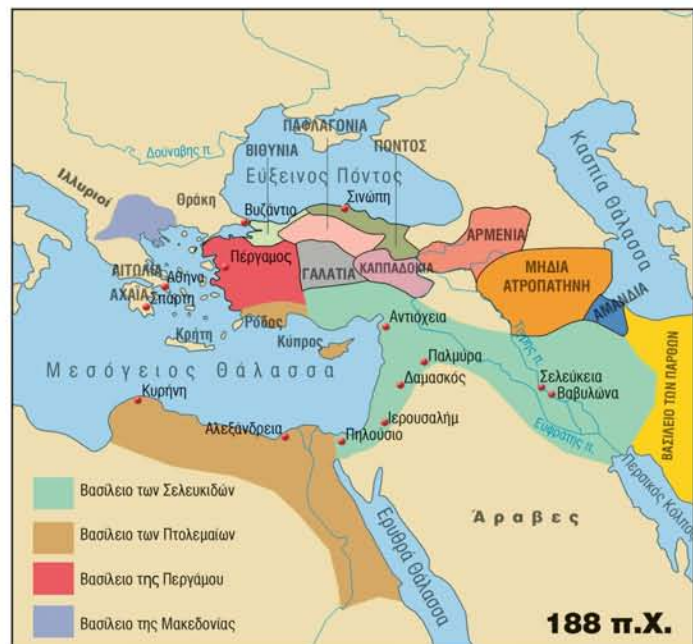 Δούναβης π.
Ιλλυριοί
Θράκη
ΒΙΘΥΝΙΑ
ΠΑΦΛΑΓΟΝΙΑ
ΠΟΝΤΟΣ
Εύξεινος Πόντος
Κασπία Θάλασσα
Βυζάντιο
Σινώπη
ΑΡΜΕΝΙΑ
ΜΗΔΙΑ
ΑΤΡΟΠΑΤΗΝΗ
ΑΜΑΝΔΙΑ
Πέργαμος
ΓΑΛΑΤΙΑ
ΚΑΠΠΑΔΟΚΙΑ
ΑΙΤΩΛΙΑ
Αθήνα
ΑΧΑΪΑ
Σπάρτη
Κρήτη
Ρόδος
Κύπρος
Αντιόχεια
Παλμύρα
Δαμασκός
Τίγρης π.
Σελεύκεια
Βαβυλώνα
Ευφράτης π.
ΒΑΣΙΛΕΙΟ ΤΩΝ ΠΑΡΘΩΝ
Μεσόγειος Θάλασσα
Κυρήνη
Αλεξάνδρεια
Πηλούσιο
Ιερουσαλήμ
Περσικός Κόλπος
Ερυθρά Θάλασσα
Άραβες
Βασίλειο των Σελευκιδών
Βασίλειο των Πτολεμαίων
Βασίλειο της Περγάμου
Βασίλειο της Μακεδονίας
188 π.Χ.